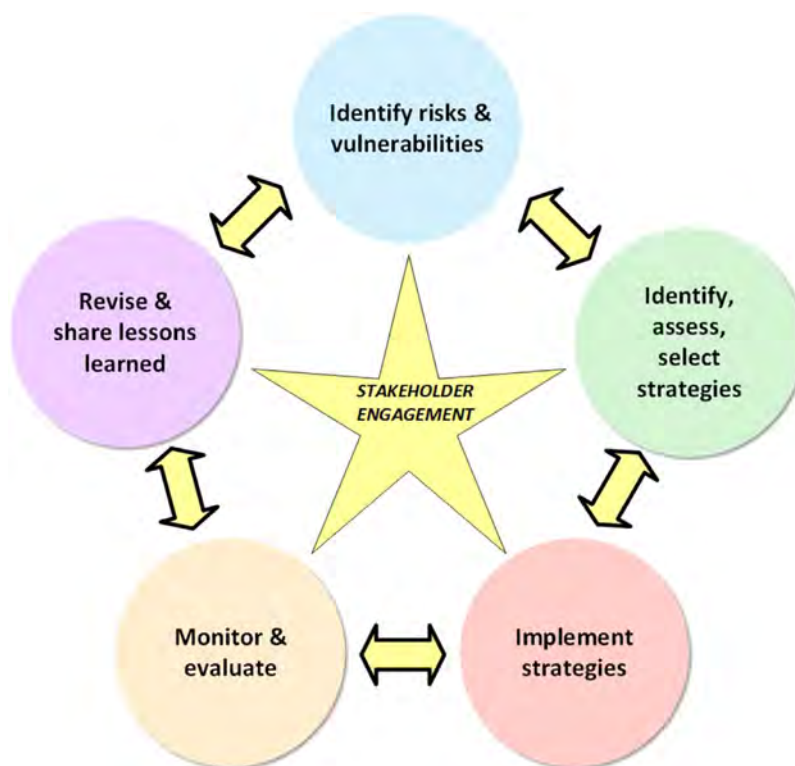 Identify risks &
vulnerabilities
Identify,
assess,
select
strategies
Implement
strategies
Monitor &
evaluate
Revise &
share lessons
learned
STAKEHOLDER
ENGAGEMENT